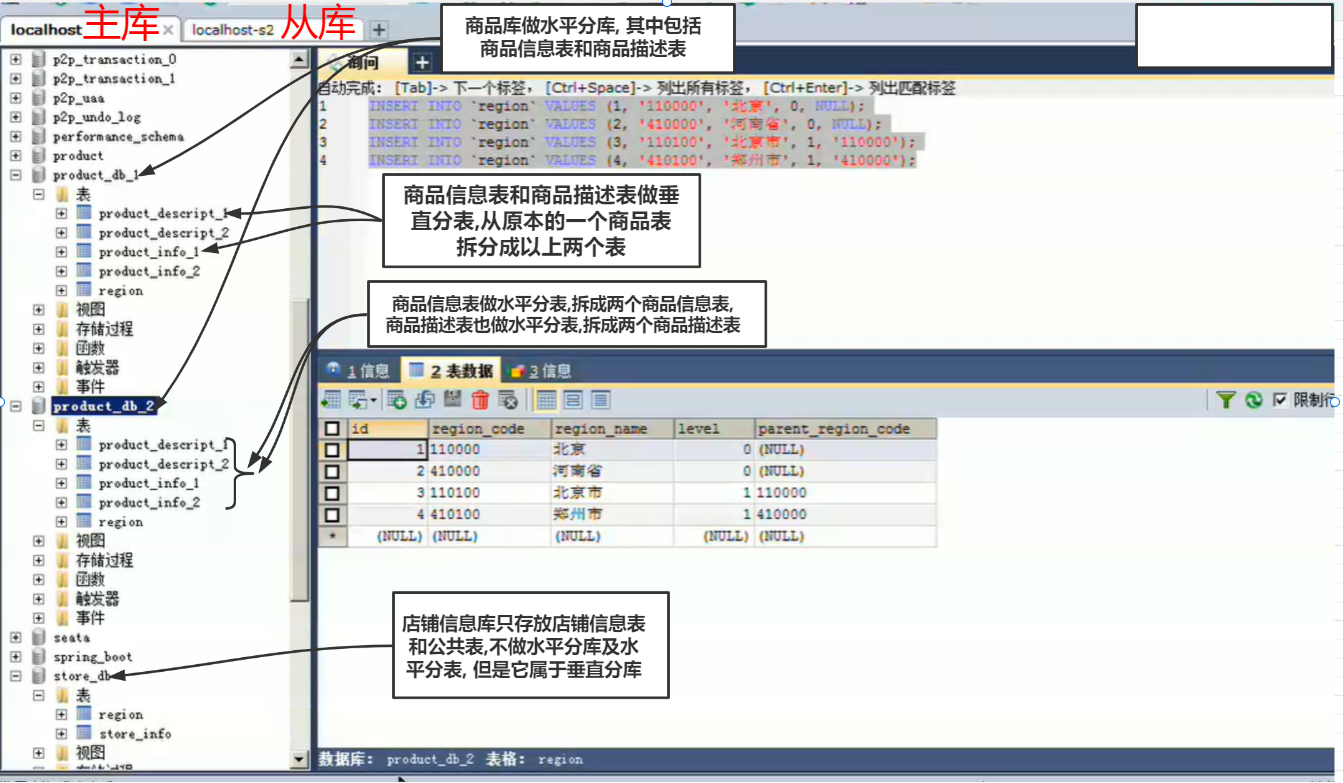 localhost 主库 × localhost-s2 从库 +
商品库做水平分库, 其中包括
商品信息表和商品描述表
询问
自动完成: [Tab]-> 下一个标签, [Ctrl+Space]-> 列出所有标签, [Ctrl+Enter]-> 列出匹配标签
1 INSERT INTO `region` VALUES (1, '110000', '北京', 0, NULL);
2 INSERT INTO `region` VALUES (2, '410000', '河南省', 0, NULL);
3 INSERT INTO `region` VALUES (3, '110100', '北京市', 1, '110000');
4 INSERT INTO `region` VALUES (4, '410100', '郑州市', 1, '410000');
p2p_transaction_0
p2p_transaction_1
p2p_uaa
p2p_undo_log
performance_schema
product
product_db_1
表
product_descript_1
product_descript_2
product_info_1
product_info_2
region
视图
存储过程
函数
触发器
事件
product_db_2
表
product_descript_1
product_descript_2
product_info_1
product_info_2
region
视图
存储过程
函数
触发器
事件
seata
spring_boot
store_db
表
region
store_info
视图
商品信息表和商品描述表做垂
直分表,从原本的一个商品表
拆分成以上两个表
商品信息表做水平分表,拆成两个商品信息表,
商品描述表也做水平分表,拆成两个商品描述表
1 信息 2 表数据 3 信息
限制行
id region_code region_name level parent_region_code
1 110000 北京 0 (NULL)
2 410000 河南省 0 (NULL)
3 110100 北京市 1 110000
4 410100 郑州市 1 410000
* (NULL) (NULL) (NULL) (NULL) (NULL)
店铺信息库只存放店铺信息表
和公共表,不做水平分库及水
平分表, 但是它属于垂直分库
数据库: product_db_2 表格: region